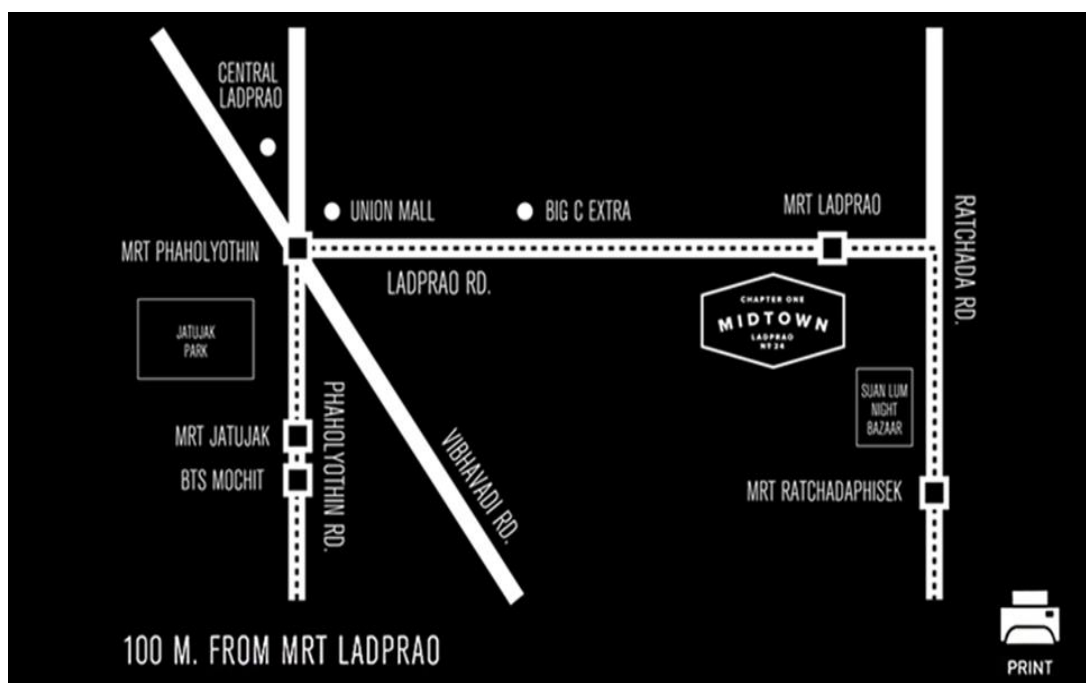 CENTRAL
LADPRAO
UNION MALL
BIG C EXTRA
MRT LADPRAO
MRT PHAHOLYOTHIN
LADPRAO RD.
RATCHADA RD.
CHAPTER ONE
MIDTOWN
LADPRAO
Nº 24
JATUJAK
PARK
SUAN LUM
NIGHT
BAZAAR
MRT JATUJAK
BTS MOCHIT
PHAHOLYOTHIN RD.
VIBHAVADI RD.
MRT RATCHADAPHISEK
100 M. FROM MRT LADPRAO
PRINT